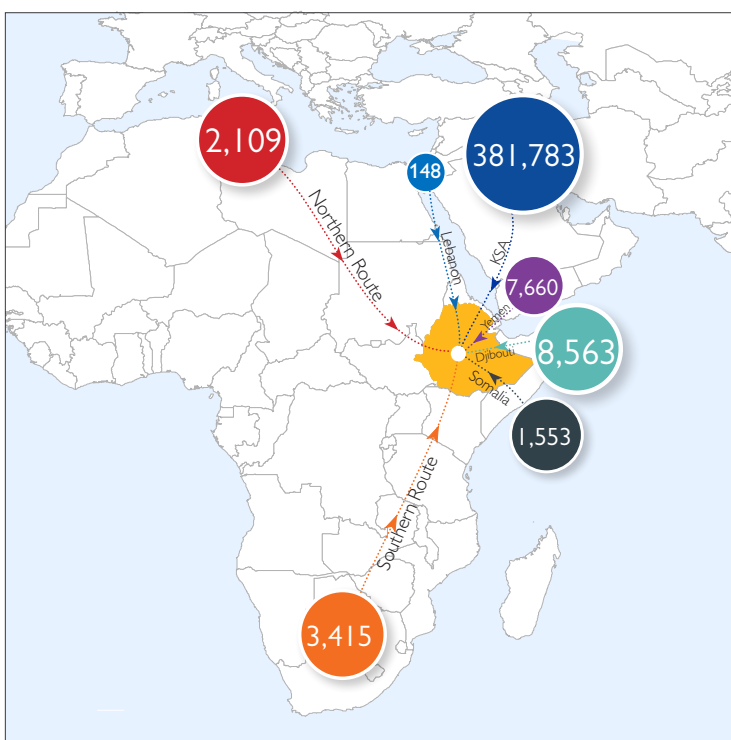 2,109
381,783
148
Northern Route
Lebanon
KSA
7,660
Yemen
8,563
Djibouti
Somalia
1,553
Southern Route
3,415